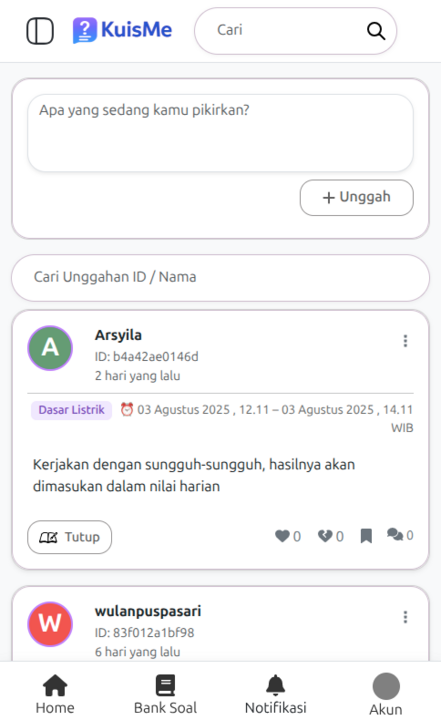 KuisMe
Cari
Apa yang sedang kamu pikirkan?
+ Unggah
Cari Unggahan ID / Nama
A
Arsyila
ID: b4a42ae0146d
2 hari yang lalu
Dasar Listrik ⏰ 03 Agustus 2025 , 12.11 – 03 Agustus 2025 , 14.11
WIB
Kerjakan dengan sungguh-sungguh, hasilnya akan
dimasukan dalam nilai harian
Tutup 0 0 0
W
wulanpuspasari
ID: 83f012a1bf98
6 hari yang lalu
Home Bank Soal Notifikasi Akun